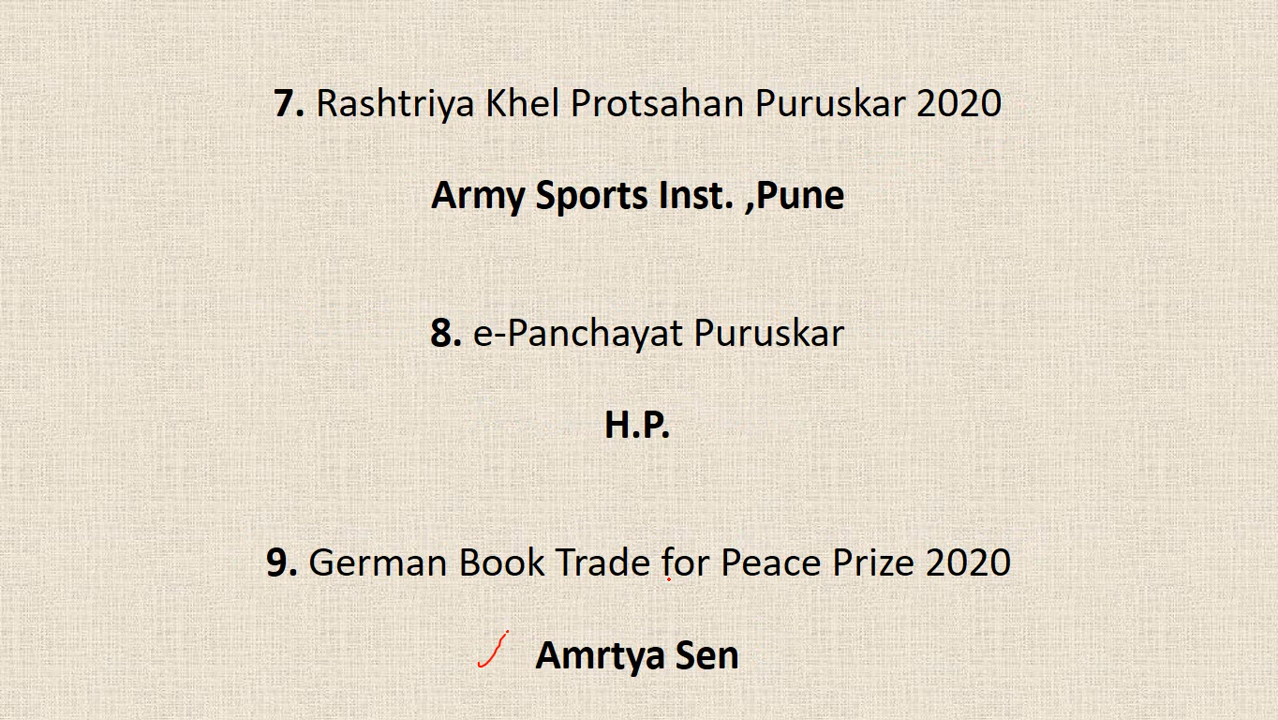 7. Rashtriya Khel Protsahan Puruskar 2020
Army Sports Inst. ,Pune
8. e-Panchayat Puruskar
H.P.
9. German Book Trade for Peace Prize 2020
Amrtya Sen